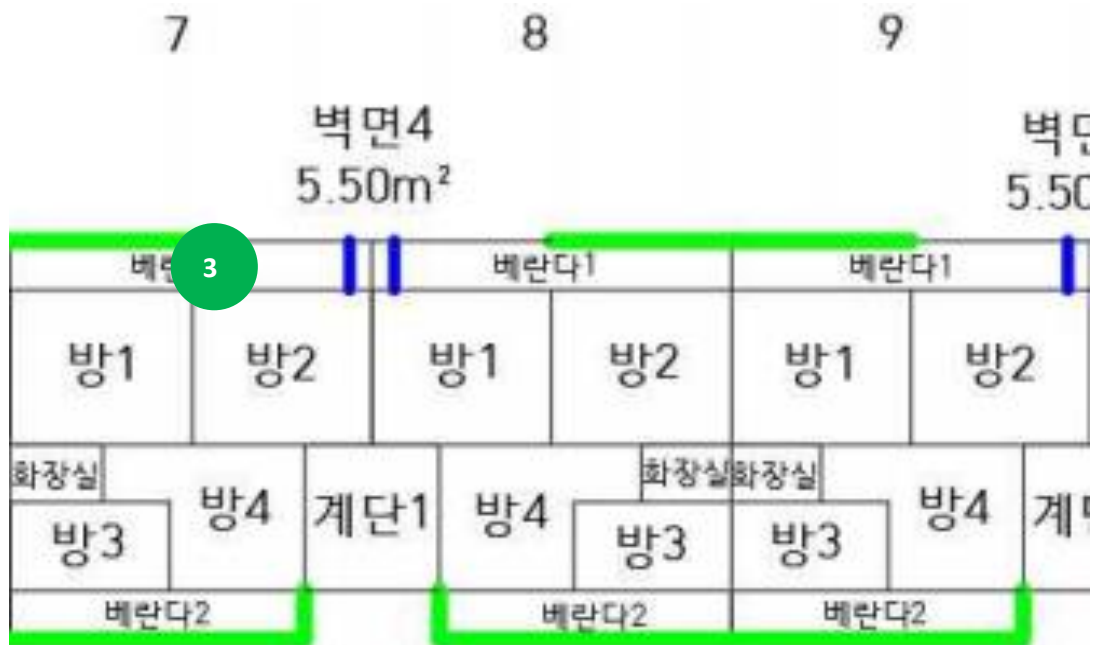 7 8 9
벽면4
5.50m²
5.50
3
베란다1 베란다1
방1 방2 방1 방2 방1 방2
화장실 화장실 화장실
방4 계단1 방4 방4
방3 방3 방3
베란다2 베란다2 베란다2